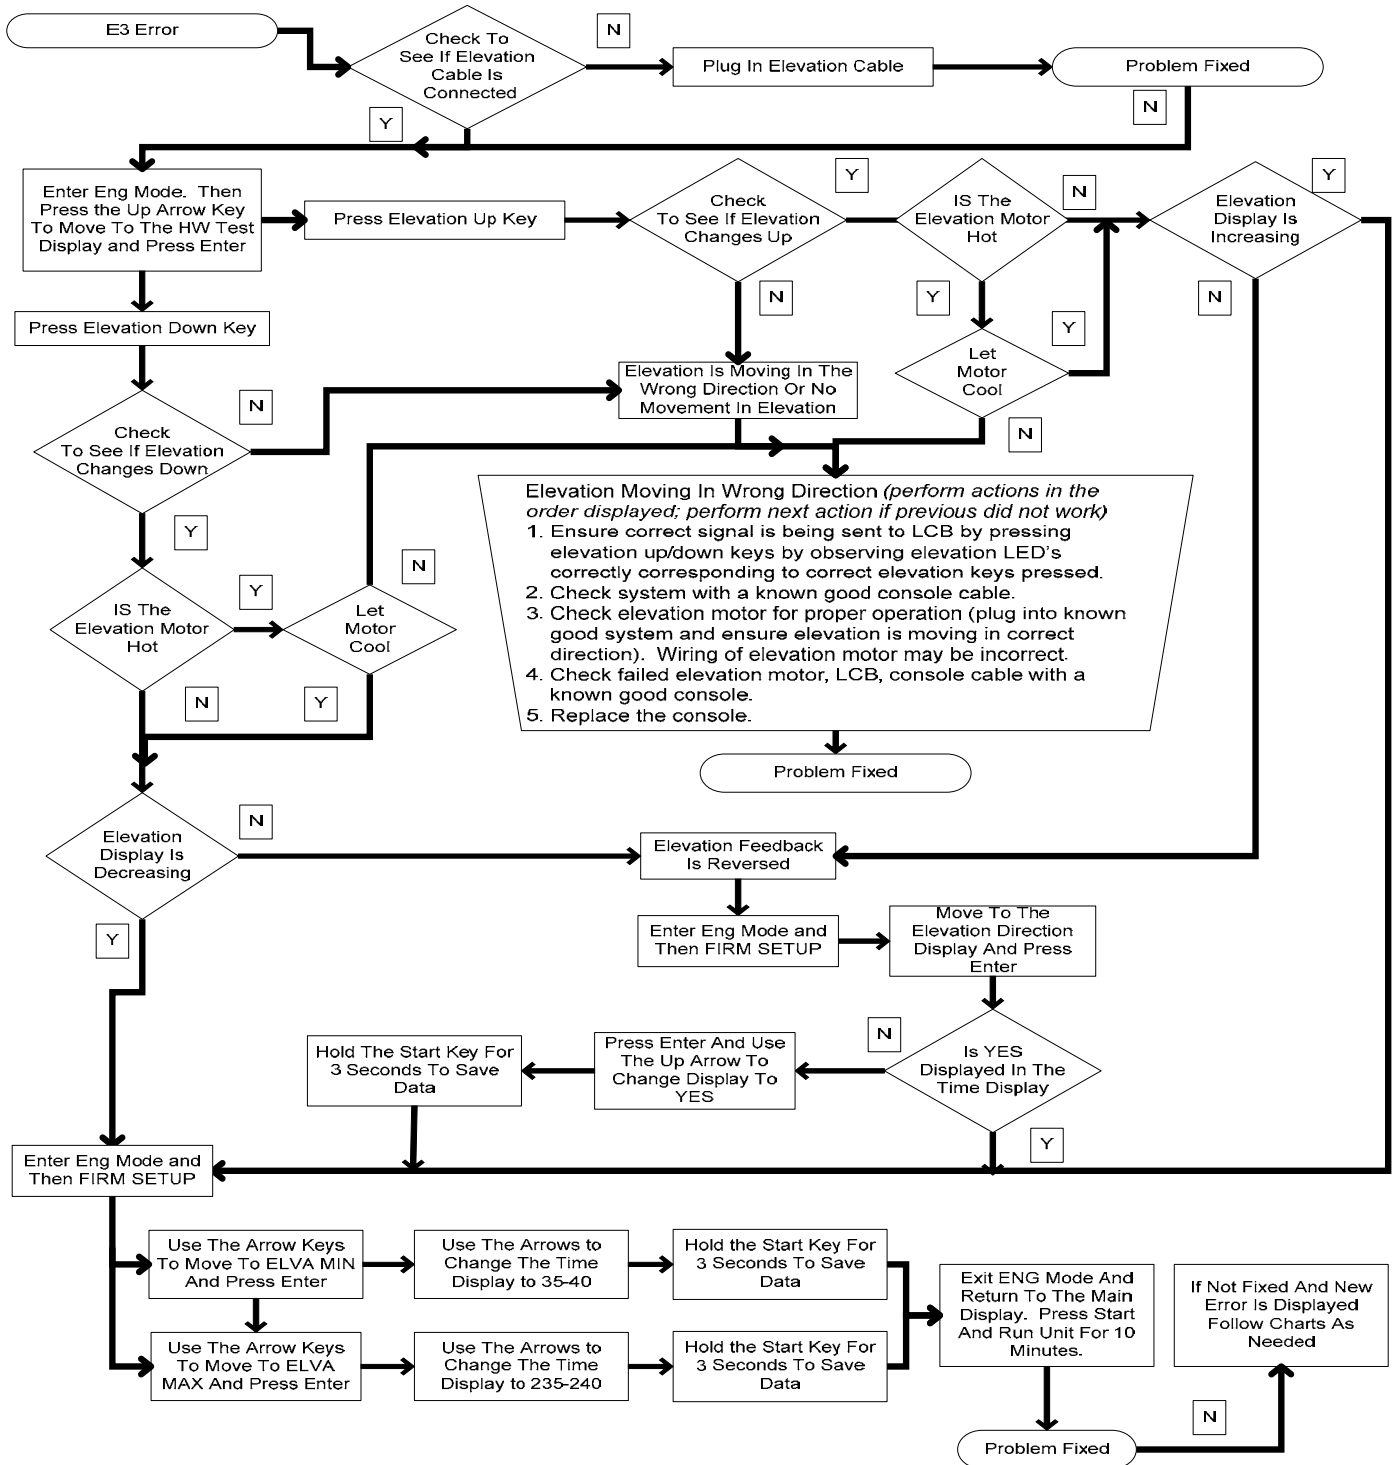 E3 Error
Check To
See If Elevation
Cable Is
Connected
N
Plug In Elevation Cable
Problem Fixed
N
Y
Enter Eng Mode. Then
Press the Up Arrow Key
To Move To The HW Test
Display and Press Enter
Press Elevation Up Key
Check
To See If Elevation
Changes Up
Y
N
IS The
Elevation Motor
Hot
N
Y
Elevation
Display Is
Increasing
Y
N
Let
Motor
Cool
Y
N
Press Elevation Down Key
Check
To See If Elevation
Changes Down
N
Y
Elevation Is Moving In The
Wrong Direction Or No
Movement In Elevation
Elevation Moving In Wrong Direction (perform actions in the
order displayed; perform next action if previous did not work)
1. Ensure correct signal is being sent to LCB by pressing
elevation up/down keys by observing elevation LED's
correctly corresponding to correct elevation keys pressed.
2. Check system with a known good console cable.
3. Check elevation motor for proper operation (plug into known
good system and ensure elevation is moving in correct
direction). Wiring of elevation motor may be incorrect.
4. Check failed elevation motor, LCB, console cable with a
known good console.
5. Replace the console.
Problem Fixed
IS The
Elevation Motor
Hot
Y
N
Let
Motor
Cool
N
Y
Elevation
Display Is
Decreasing
N
Y
Elevation Feedback
Is Reversed
Enter Eng Mode and
Then FIRM SETUP
Move To The
Elevation Direction
Display And Press
Enter
Is YES
Displayed In The
Time Display
N
Y
Press Enter And Use
The Up Arrow To
Change Display To
YES
Hold The Start Key For
3 Seconds To Save
Data
Enter Eng Mode and
Then FIRM SETUP
Use The Arrow Keys
To Move To ELVA MIN
And Press Enter
Use The Arrows to
Change The Time
Display to 35-40
Hold the Start Key For
3 Seconds To Save
Data
Use The Arrow Keys
To Move To ELVA
MAX And Press Enter
Use The Arrows to
Change The Time
Display to 235-240
Hold the Start Key For
3 Seconds To Save
Data
Exit ENG Mode And
Return To The Main
Display. Press Start
And Run Unit For 10
Minutes.
If Not Fixed And New
Error Is Displayed
Follow Charts As
Needed
Problem Fixed
N